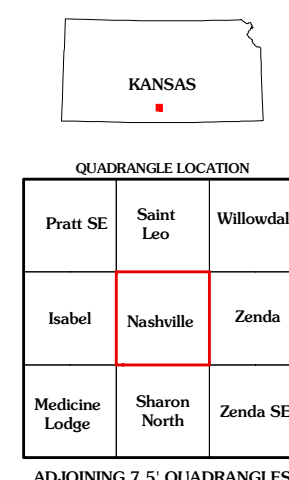 KANSAS
QUADRANGLE LOCATION
Pratt SE
Saint
Leo
Willowdal
Isabel
Nashville
Zenda
Medicine
Lodge
Sharon
North
Zenda SE
ADJOINING 7.5' QUADRANGLES